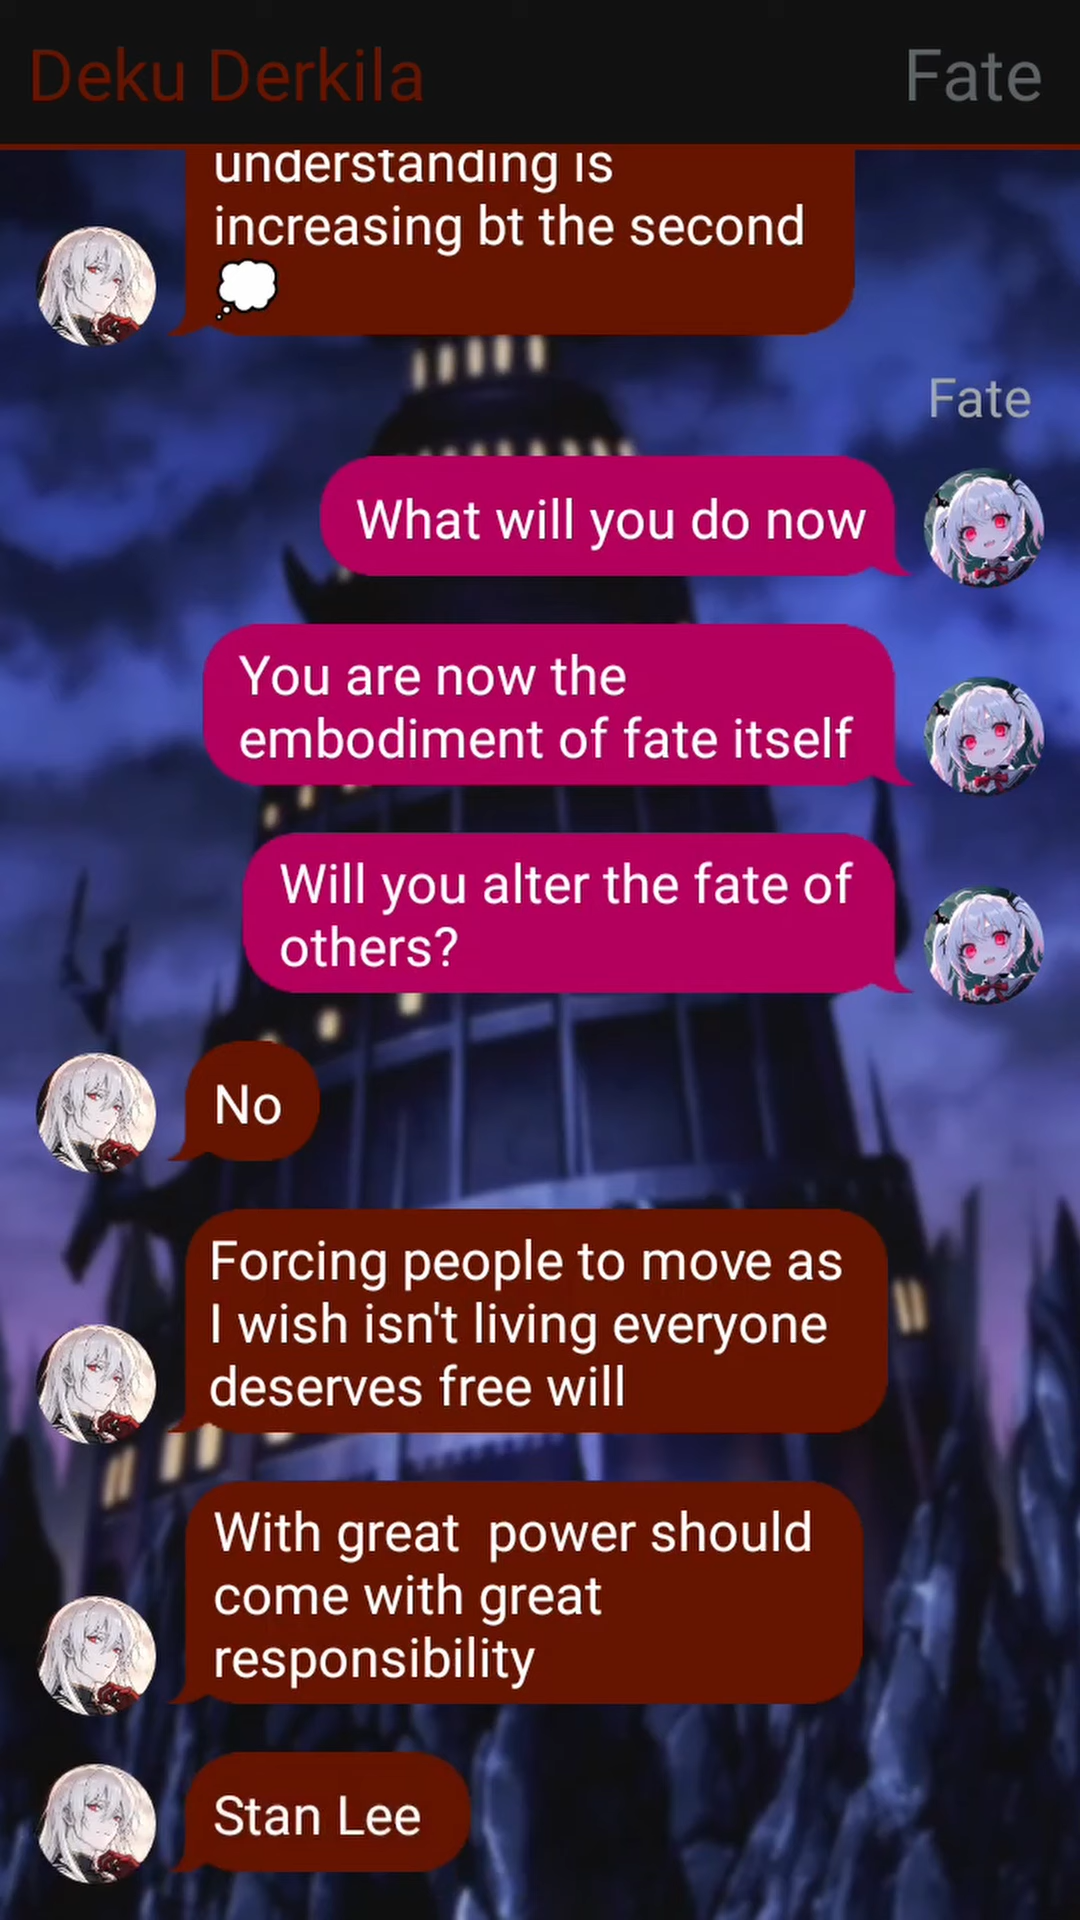 Deku Derkila
Fate
understanding is
increasing bt the second
💭
Fate
What will you do now
You are now the
embodiment of fate itself
Will you alter the fate of
others?
No
Forcing people to move as
I wish isn't living everyone
deserves free will
With great  power should
come with great
responsibility
Stan Lee